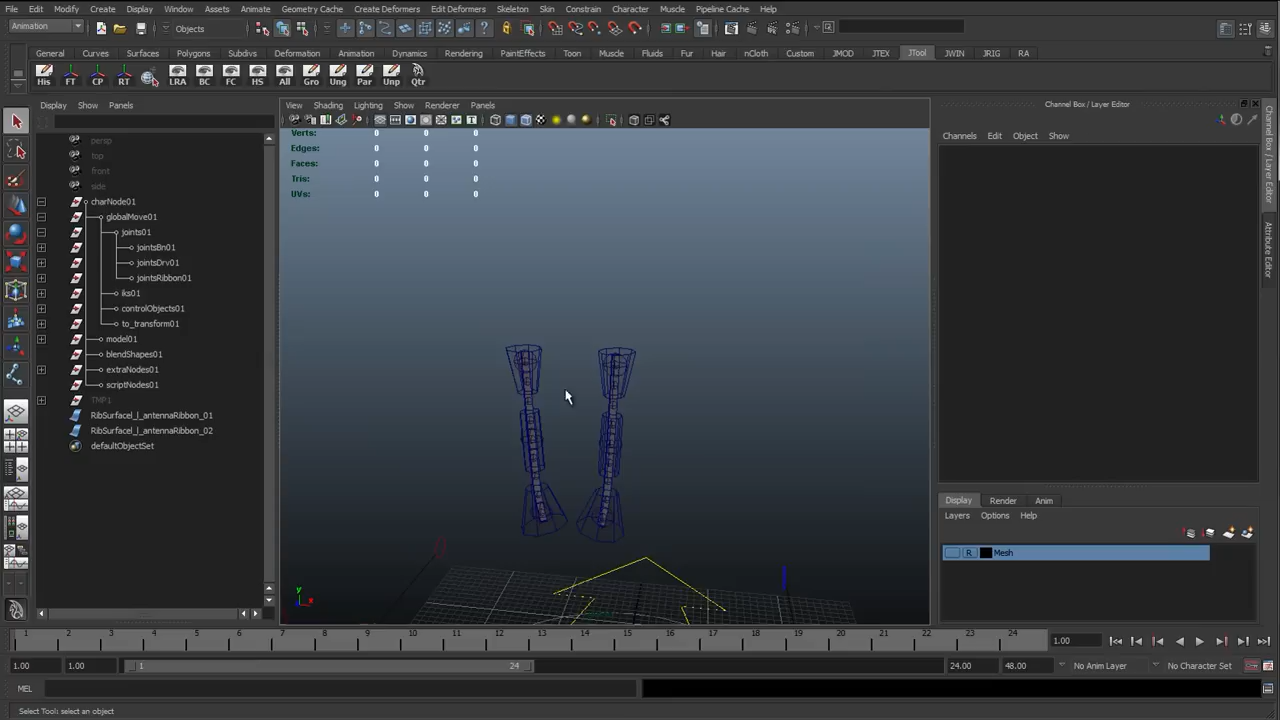 File Edit Modify Create Display Window Assets Animate Geometry Cache Create Deformers Edit Deformers Skeleton Skin Constrain Character Muscle Pipeline Cache Help
Animation Objects
General Curves Surfaces Polygons Subdivs Deformation Animation Dynamics Rendering PaintEffects Toon Muscle Fluids Fur Hair nCloth Custom JMOD JTEX JTool JWIN JRIG RA
His FT CP RT LRA BC FC HS All Gro Ung Par Unp Qtr
Display Show Panels
View Shading Lighting Show Renderer Panels
Channel Box / Layer Editor
Channels Edit Object Show
Channel Box / Layer Editor
Attribute Editor
persp
top
front
side
charNode01
globalMove01
joints01
jointsBn01
jointsDrv01
jointsRibbon01
iks01
controlObjects01
to_transform01
model01
blendShapes01
extraNodes01
scriptNodes01
TMP1
RibSurface_l_antennaRibbon_01
RibSurface_l_antennaRibbon_02
defaultObjectSet
Verts: 0 0 0
Edges: 0 0 0
Faces: 0 0 0
Tris: 0 0 0
UVs: 0 0 0
y
x
z
Display Render Anim
Layers Options Help
R Mesh
1 2 3 4 5 6 7 8 9 10 11 12 13 14 15 16 17 18 19 20 21 22 23 24 1.00
1.00 1.00 1 24 24.00 48.00 No Anim Layer No Character Set
MEL
Select Tool: select an object